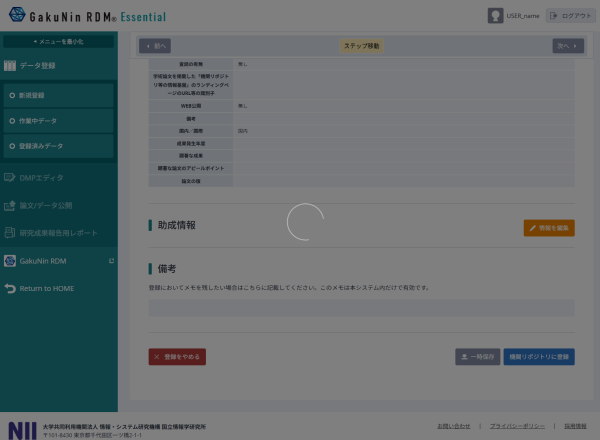 GakuNin RDM Essential
USER_name
ログアウト
メニューを最小化
データ登録
新規登録
作業中データ
登録済みデータ
DMPエディタ
論文/データ公開
研究成果報告用レポート
GakuNin RDM
Return to HOME
前へ
ステップ移動
次へ
査読の有無 無し
学術論文を掲載した「機関リポジト
リ等の情報基盤」のランディングペ
ージのURL等の識別子
WEB公開 無し
備考
国内／国際 国内
成果発生年度
顕著な成果
顕著な論文のアピールポイント
論文の値
助成情報
情報を編集
備考
登録においてメモを残したい場合はこちらに記載してください。このメモは本システム内だけで有効です。
登録をやめる
一時保存
機関リポジトリに登録
NII
大学共同利用機関法人 情報・システム研究機構 国立情報学研究所
〒101-8430 東京都千代田区一ツ橋2-1-1
お問い合わせ | プライバシーポリシー | 採用情報